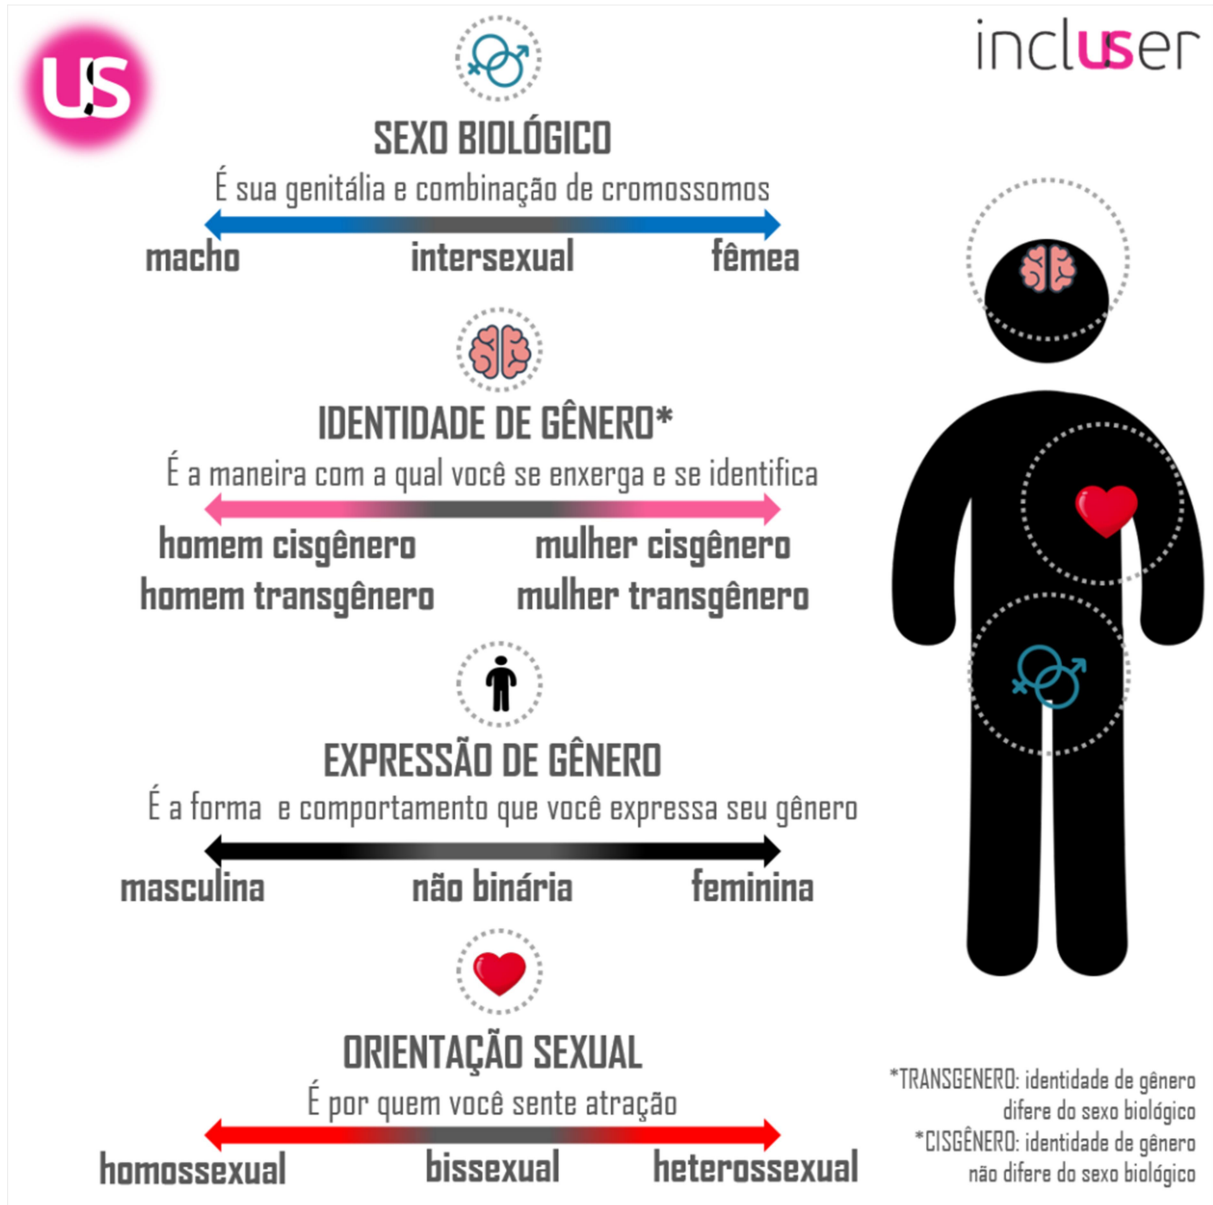 US
incluser
SEXO BIOLÓGICO
É sua genitália e combinação de cromossomos
macho intersexual fêmea
IDENTIDADE DE GÊNERO*
É a maneira com a qual você se enxerga e se identifica
homem cisgênero mulher cisgênero
homem transgênero mulher transgênero
EXPRESSÃO DE GÊNERO
É a forma e comportamento que você expressa seu gênero
masculina não binária feminina
ORIENTAÇÃO SEXUAL
É por quem você sente atração
homossexual bissexual heterossexual
*TRANSGENERO: identidade de gênero
difere do sexo biológico
*CISGÊNERO: identidade de gênero
não difere do sexo biológico